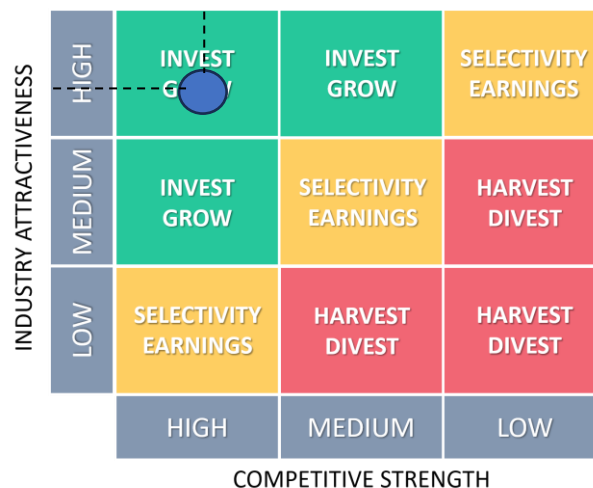 INDUSTRY ATTRACTIVENESS
HIGH
INVEST
GROW
INVEST
GROW
SELECTIVITY
EARNINGS
MEDIUM
INVEST
GROW
SELECTIVITY
EARNINGS
HARVEST
DIVEST
LOW
SELECTIVITY
EARNINGS
HARVEST
DIVEST
HARVEST
DIVEST
HIGH
MEDIUM
LOW
COMPETITIVE STRENGTH